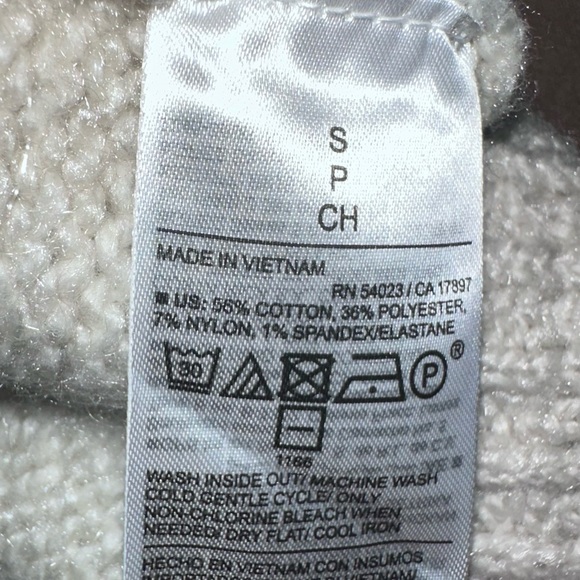 S
P
CH
MADE IN VIETNAM
RN 54023 / CA 17897
US: 56% COTTON, 36% POLYESTER,
7% NYLON, 1% SPANDEX/ELASTANE
30
P ®
1166
WASH INSIDE OUT/ MACHINE WASH
COLD GENTLE CYCLE/ ONLY
NON-CHLORINE BLEACH WHEN
NEEDED/ DRY FLAT/ COOL IRON
HECHO EN VIETNAM CON INSUMOS